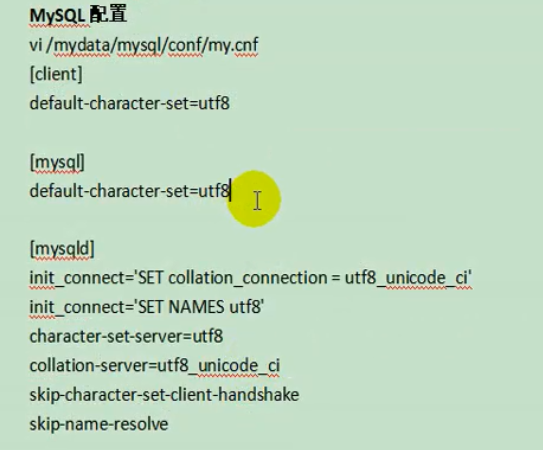 MySQL 配置
vi /mydata/mysql/conf/my.cnf
[client]
default-character-set=utf8
[mysql]
default-character-set=utf8
[mysqld]
init_connect='SET collation_connection = utf8_unicode_ci'
init_connect='SET NAMES utf8'
character-set-server=utf8
collation-server=utf8_unicode_ci
skip-character-set-client-handshake
skip-name-resolve